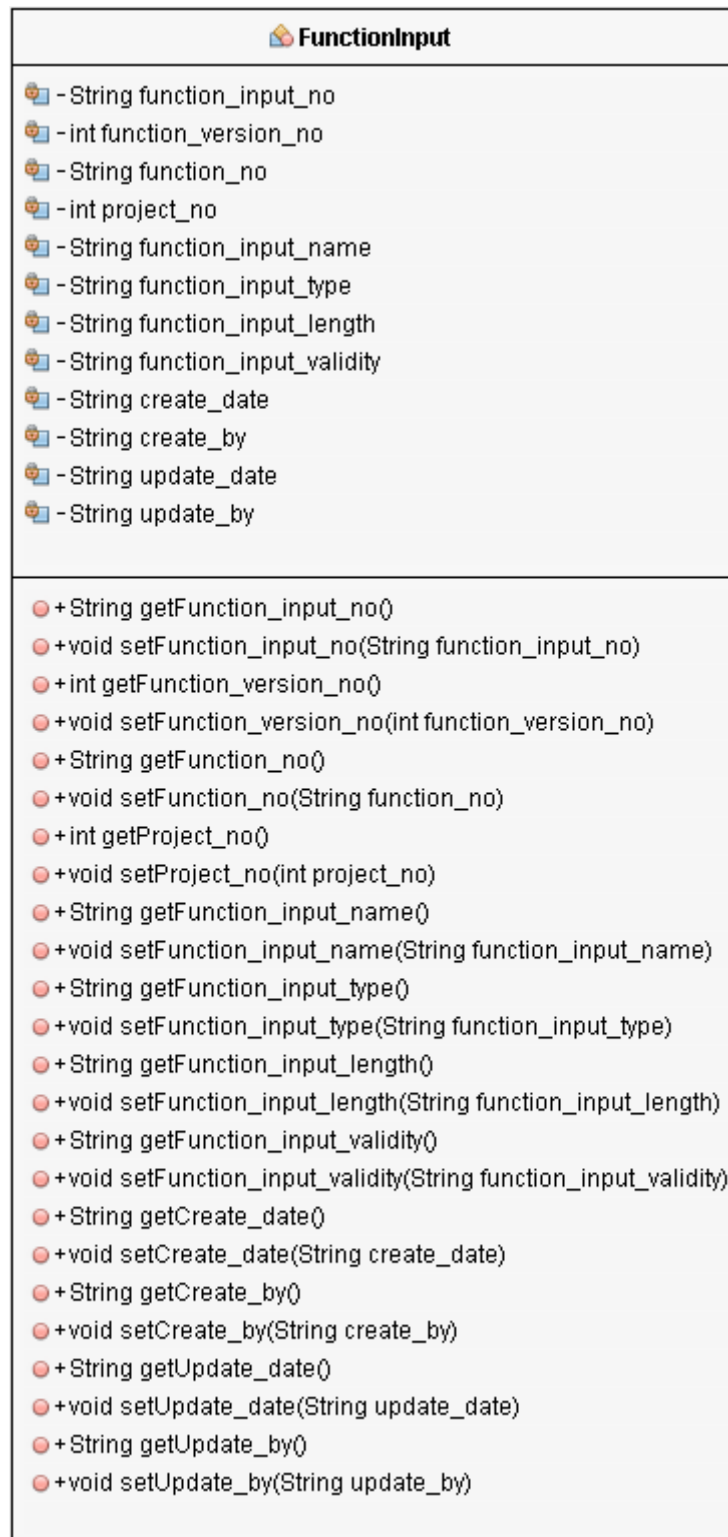 FunctionInput
- String function_input_no
- int function_version_no
- String function_no
- int project_no
- String function_input_name
- String function_input_type
- String function_input_length
- String function_input_validity
- String create_date
- String create_by
- String update_date
- String update_by
+String getFunction_input_no()
+void setFunction_input_no(String function_input_no)
+int getFunction_version_no()
+void setFunction_version_no(int function_version_no)
+String getFunction_no()
+void setFunction_no(String function_no)
+int getProject_no()
+void setProject_no(int project_no)
+String getFunction_input_name()
+void setFunction_input_name(String function_input_name)
+String getFunction_input_type()
+void setFunction_input_type(String function_input_type)
+String getFunction_input_length()
+void setFunction_input_length(String function_input_length)
+String getFunction_input_validity()
+void setFunction_input_validity(String function_input_validity)
+String getCreate_date()
+void setCreate_date(String create_date)
+String getCreate_by()
+void setCreate_by(String create_by)
+String getUpdate_date()
+void setUpdate_date(String update_date)
+String getUpdate_by()
+void setUpdate_by(String update_by)